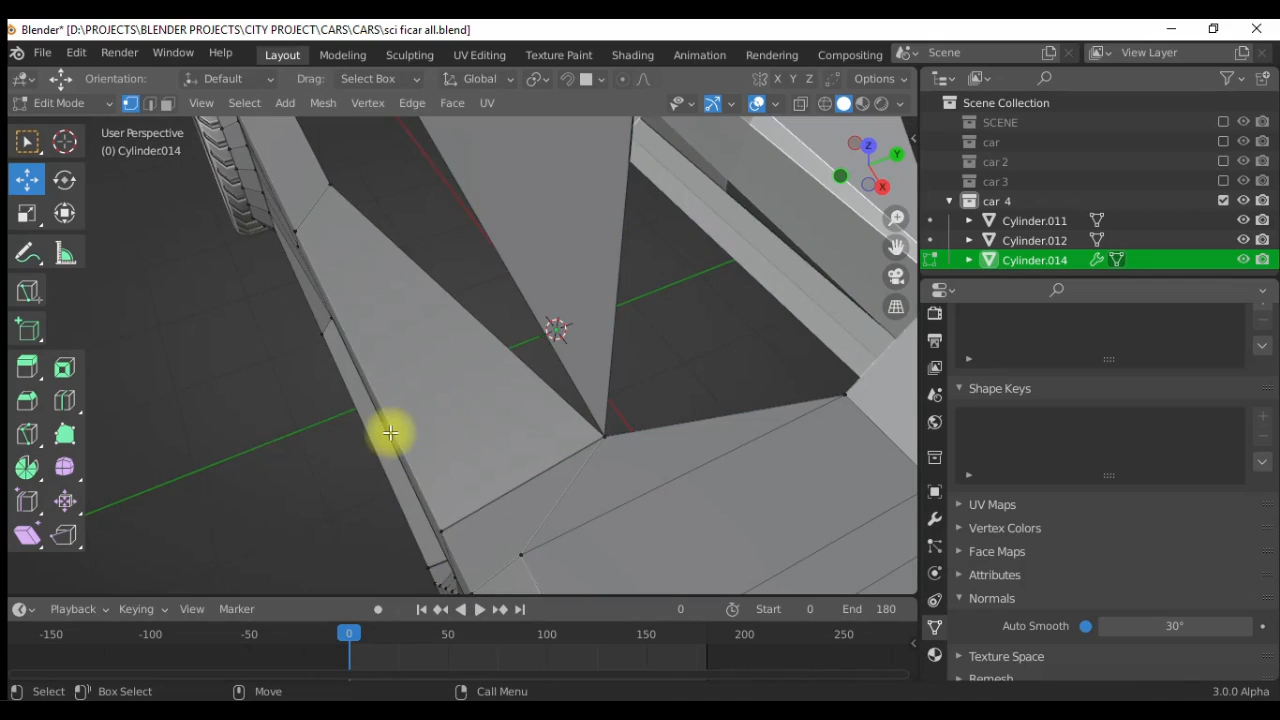 Blender* [D:\PROJECTS\BLENDER PROJECTS\CITY PROJECT\CARS\CARS\sci ficar all.blend]
File Edit Render Window Help Layout Modeling Sculpting UV Editing Texture Paint Shading Animation Rendering Compositing Scene View Layer
Orientation: Default Drag: Select Box Global X Y Z Options
Edit Mode View Select Add Mesh Vertex Edge Face UV
Scene Collection
SCENE
car
car 2
car 3
car 4
Cylinder.011
Cylinder.012
Cylinder.014
User Perspective
(0) Cylinder.014
Z
Y
X
Shape Keys
UV Maps
Vertex Colors
Face Maps
Attributes
Normals
Auto Smooth 30°
Texture Space
Remesh
Playback Keying View Marker 0 Start 0 End 180
-150 -100 -50 0 50 100 150 200 250
Select Box Select Move Call Menu 3.0.0 Alpha